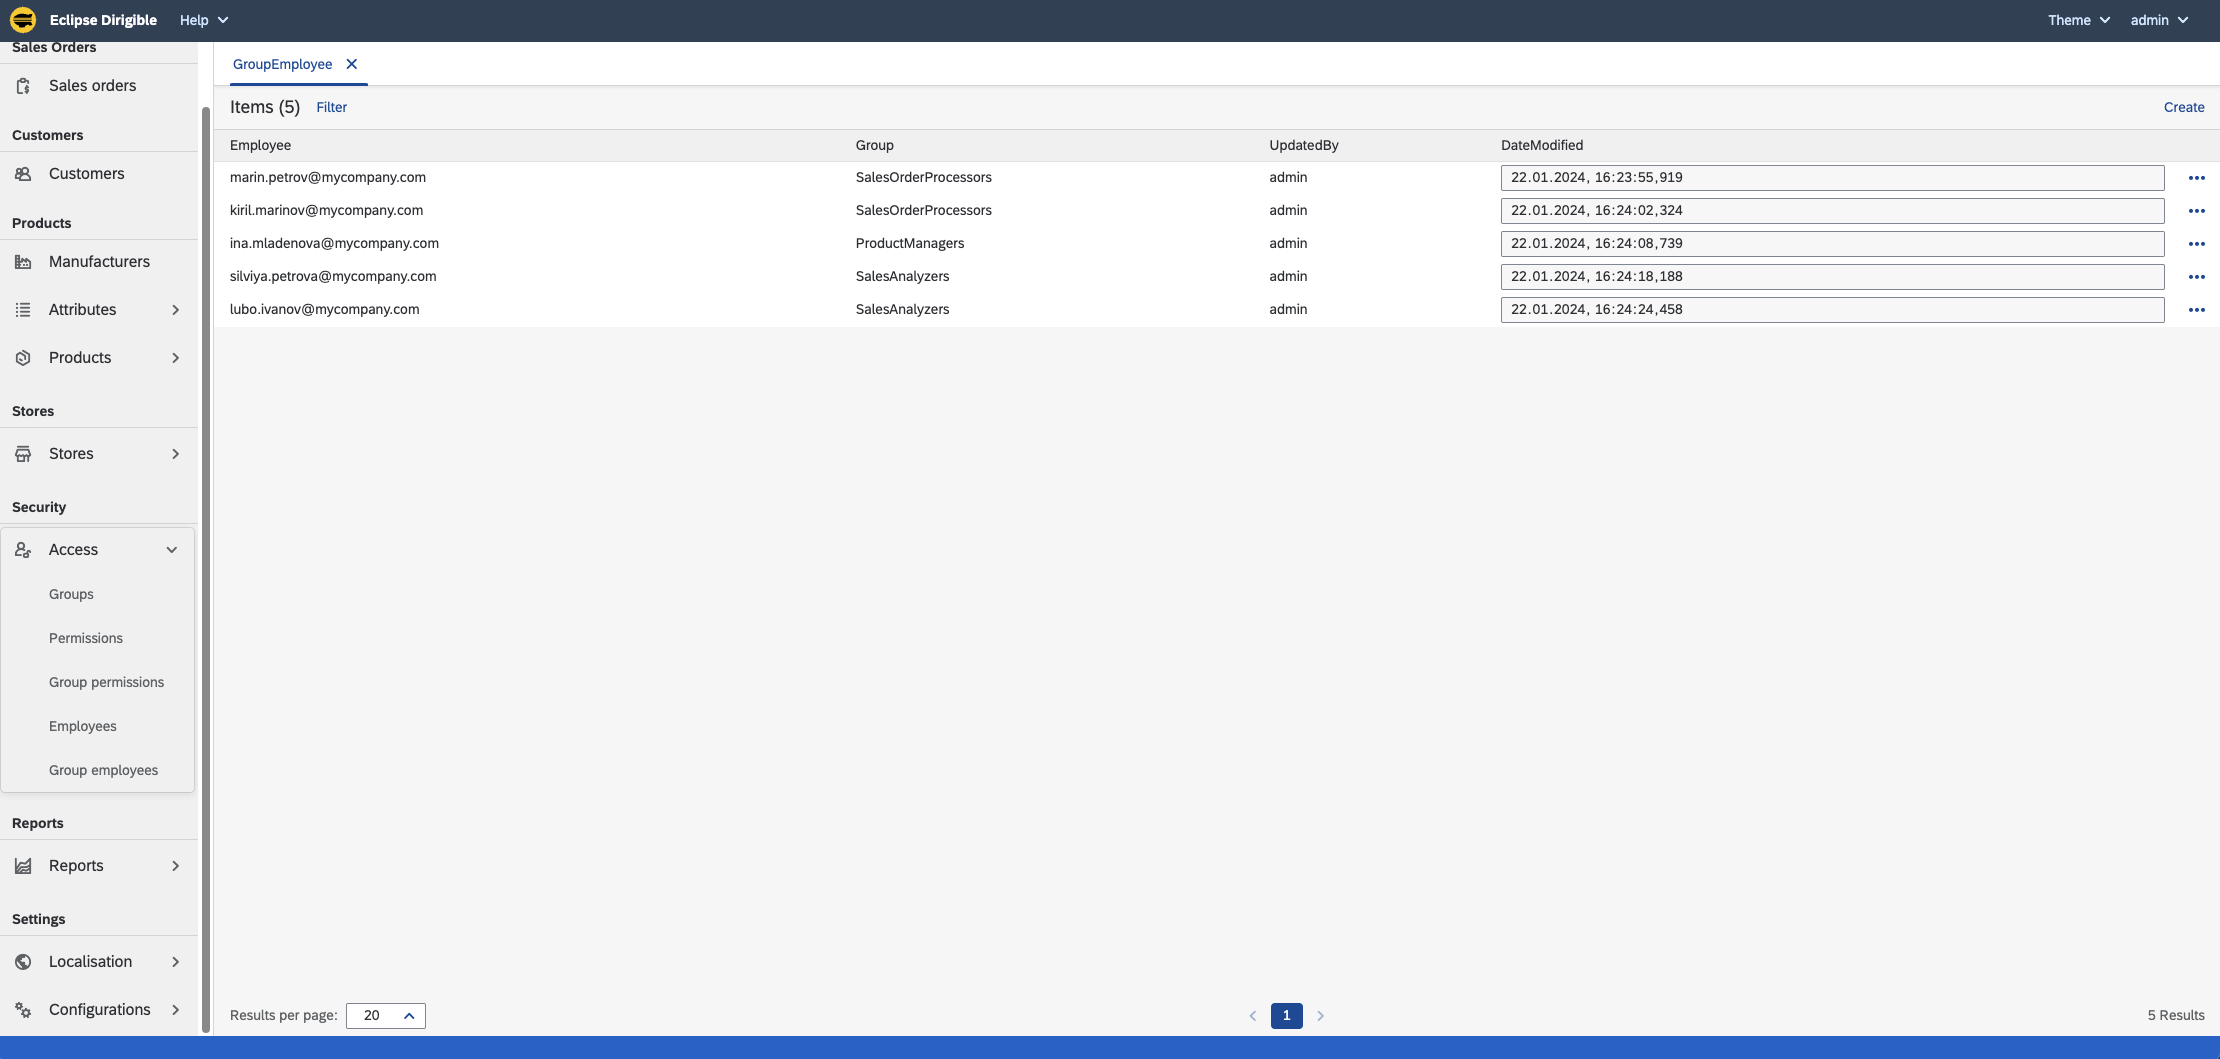 Eclipse Dirigible Help Theme admin
Sales Orders
Sales orders
Customers
Customers
Products
Manufacturers
Attributes
Products
Stores
Stores
Security
Access
Groups
Permissions
Group permissions
Employees
Group employees
Reports
Reports
Settings
Localisation
Configurations
GroupEmployee
Items (5) Filter Create
Employee Group UpdatedBy DateModified
marin.petrov@mycompany.com SalesOrderProcessors admin 22.01.2024, 16:23:55,919
kiril.marinov@mycompany.com SalesOrderProcessors admin 22.01.2024, 16:24:02,324
ina.mladenova@mycompany.com ProductManagers admin 22.01.2024, 16:24:08,739
silviya.petrova@mycompany.com SalesAnalyzers admin 22.01.2024, 16:24:18,188
lubo.ivanov@mycompany.com SalesAnalyzers admin 22.01.2024, 16:24:24,458
Results per page: 20 1 5 Results